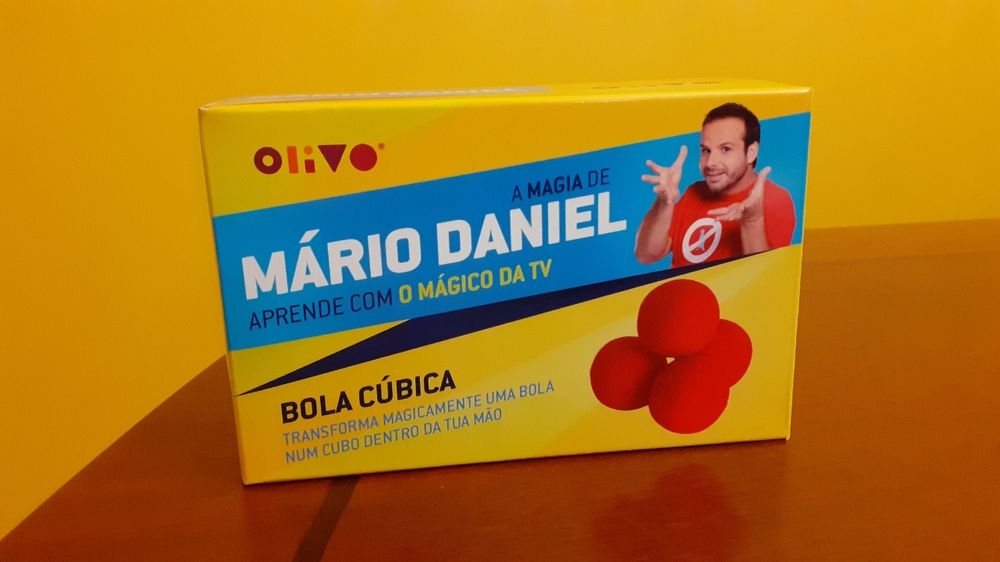 OLIVO®
A MAGIA DE
MÁRIO DANIEL
APRENDE COM O MÁGICO DA TV
BOLA CÚBICA
TRANSFORMA MAGICAMENTE UMA BOLA
NUM CUBO DENTRO DA TUA MÃO